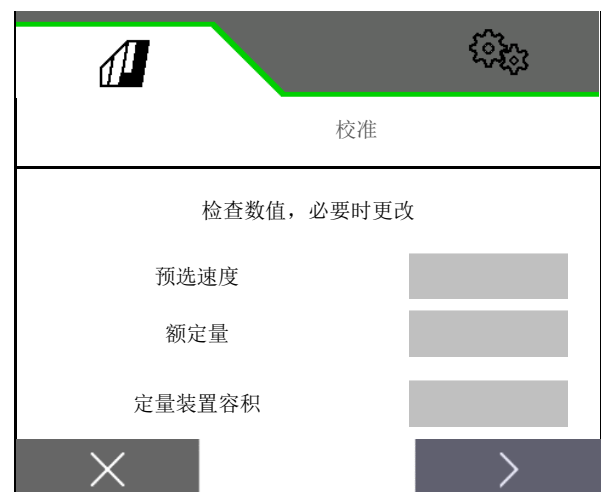 校准
检查数值，必要时更改
预选速度
额定量
定量装置容积